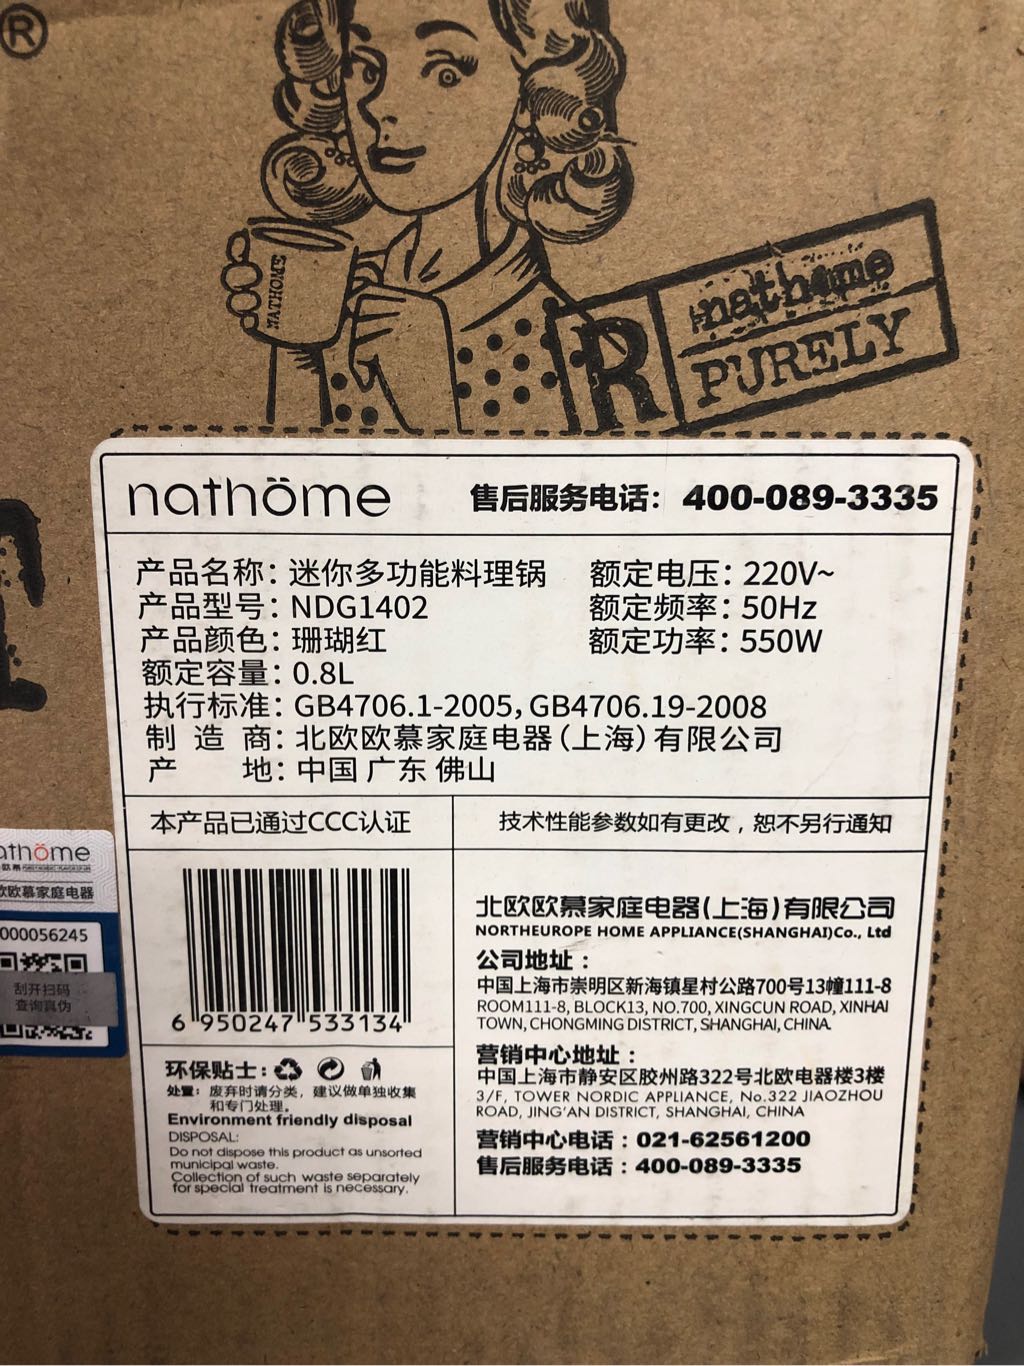 ®
NATHOME
R
nathome
PURELY
nathöme
售后服务电话：400-089-3335
产品名称：迷你多功能料理锅
额定电压：220V~
产品型号：NDG1402
额定频率：50Hz
产品颜色：珊瑚红
额定功率：550W
额定容量：0.8L
执行标准：GB4706.1-2005，GB4706.19-2008
制造商：北欧欧慕家庭电器（上海）有限公司
产地：中国 广东 佛山
本产品已通过CCC认证
技术性能参数如有更改，恕不另行通知
6 950247 533134
北欧欧慕家庭电器（上海）有限公司
NORTHEUROPE HOME APPLIANCE(SHANGHAI)Co., Ltd
公司地址：
中国上海市崇明区新海镇星村公路700号13幢111-8
ROOM111-8, BLOCK13, NO.700, XINGCUN ROAD, XINHAI
TOWN, CHONGMING DISTRICT, SHANGHAI, CHINA.
营销中心地址：
中国上海市静安区胶州路322号北欧电器楼3楼
3/F, TOWER NORDIC APPLIANCE, No.322 JIAOZHOU
ROAD, JING'AN DISTRICT, SHANGHAI, CHINA
营销中心电话：021-62561200
售后服务电话：400-089-3335
环保贴士：
处置：废弃时请分类，建议做单独收集
和专门处理。
Environment friendly disposal
DISPOSAL:
Do not dispose this product as unsorted
municipal waste.
Collection of such waste separately
for special treatment is necessary.
athöme
欧慕家庭电器
000056245
刮开扫码
查询真伪